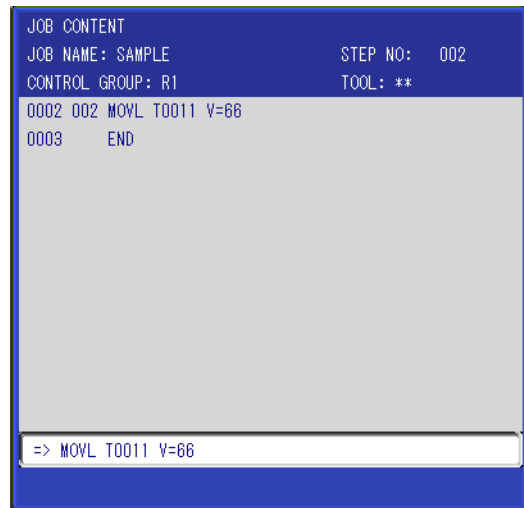 JOB CONTENT
JOB NAME: SAMPLE STEP NO: 002
CONTROL GROUP: R1 TOOL: **
0002 002 MOVL T0011 V=66
0003 END
=> MOVL T0011 V=66